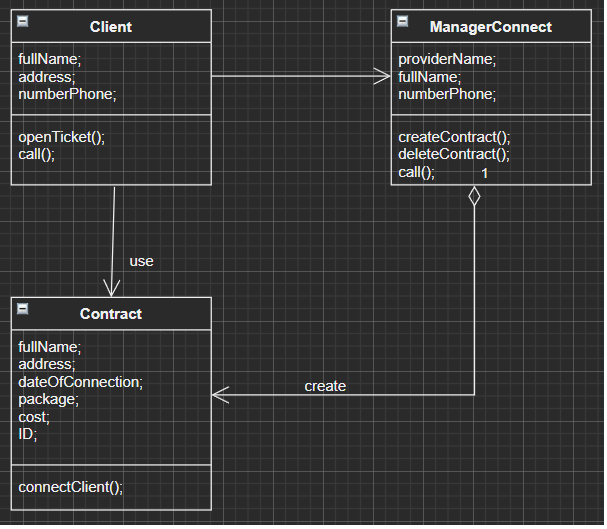 Client
fullName;
address;
numberPhone;
openTicket();
call();
ManagerConnect
providerName;
fullName;
numberPhone;
createContract();
deleteContract();
call();
1
use
create
Contract
fullName;
address;
dateOfConnection;
package;
cost;
ID;
connectClient();